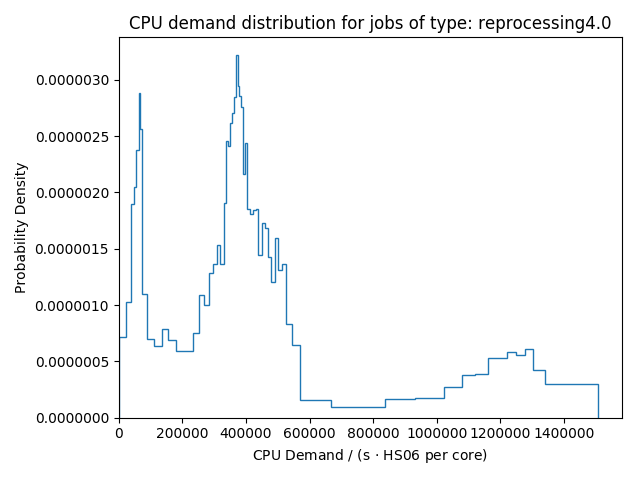 CPU demand distribution for jobs of type: reprocessing4.0
0.0000030
0.0000025
0.0000020
0.0000015
0.0000010
0.0000005
0.0000000
Probability Density
0 200000 400000 600000 800000 1000000 1200000 1400000
CPU Demand / (s · HS06 per core)